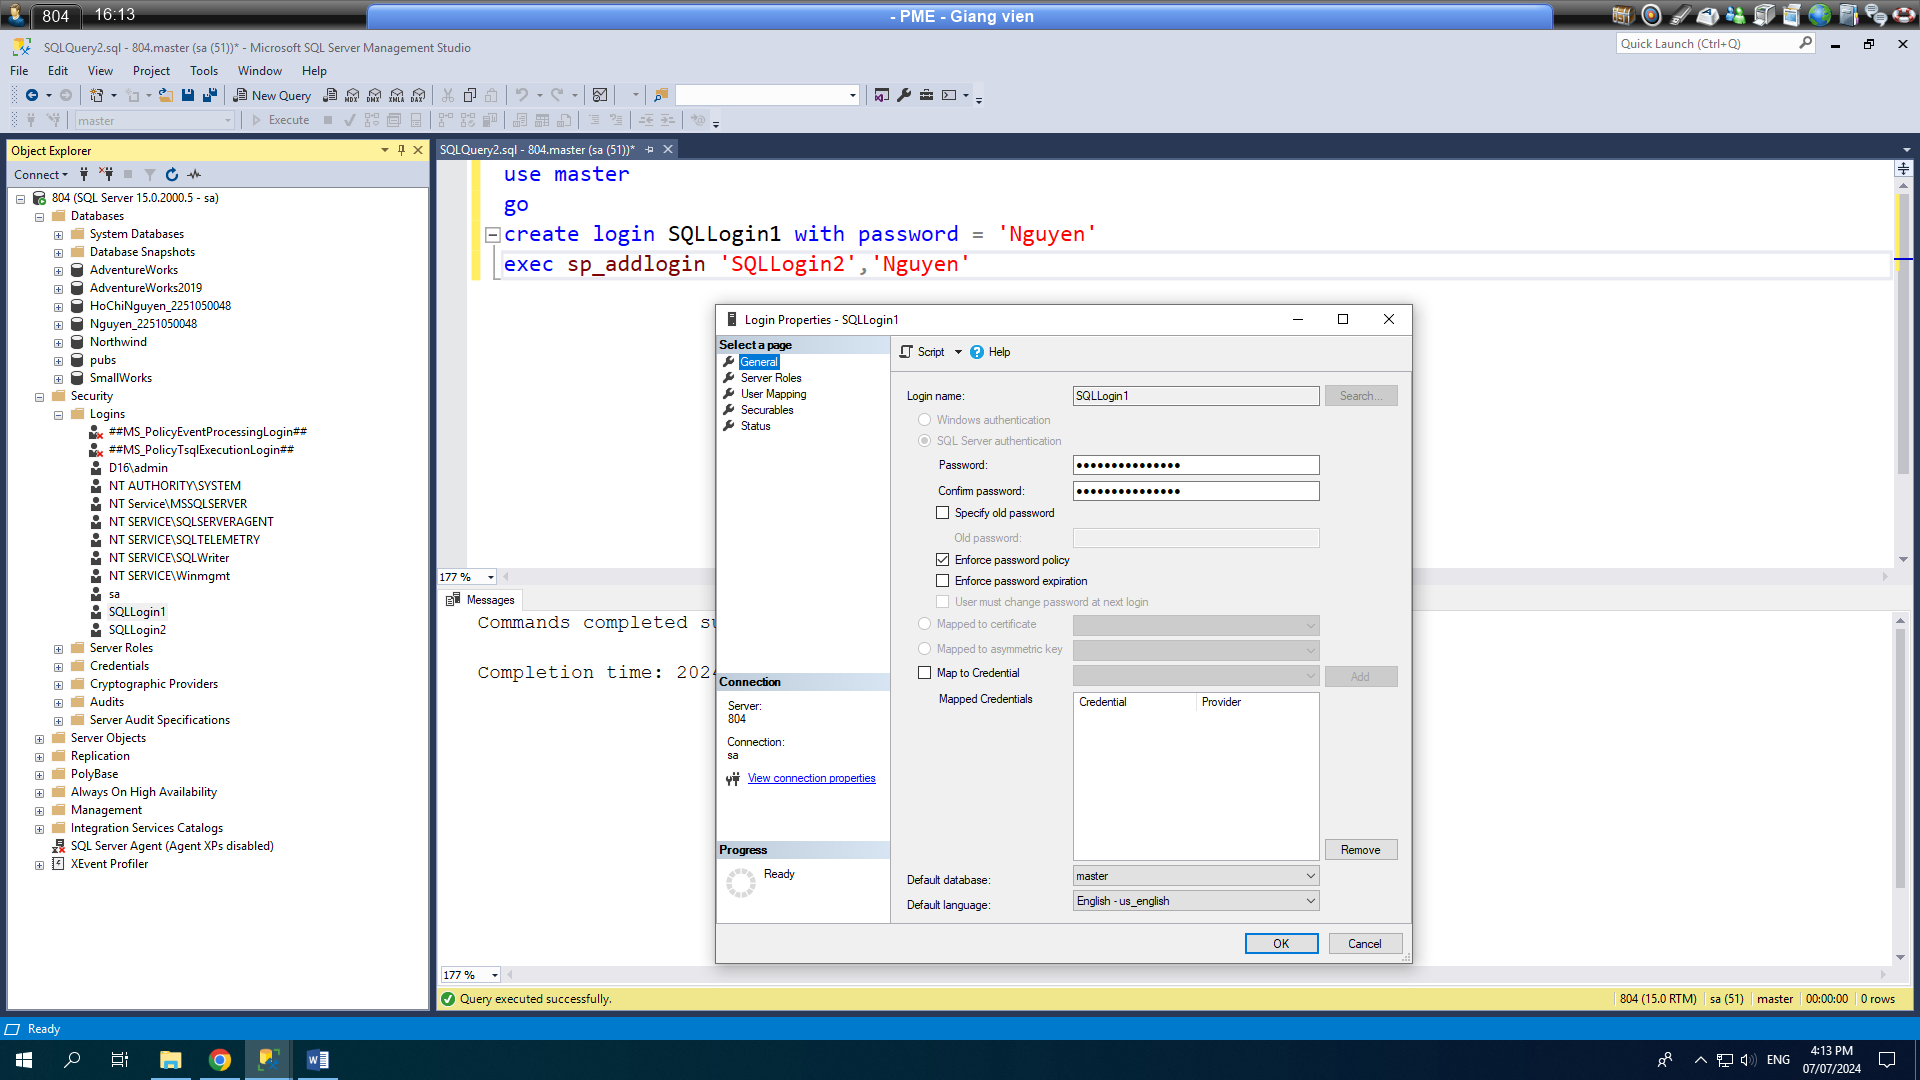 804
16:13
- PME - Giang vien
SQLQuery2.sql - 804.master (sa (51))* - Microsoft SQL Server Management Studio
Quick Launch (Ctrl+Q)
File Edit View Project Tools Window Help
New Query
MDX DMX XMLA DAX
master
Execute
Object Explorer
Connect
804 (SQL Server 15.0.2000.5 - sa)
Databases
System Databases
Database Snapshots
AdventureWorks
AdventureWorks2019
HoChiNguyen_2251050048
Nguyen_2251050048
Northwind
pubs
SmallWorks
Security
Logins
##MS_PolicyEventProcessingLogin##
##MS_PolicyTsqlExecutionLogin##
D16\admin
NT AUTHORITY\SYSTEM
NT Service\MSSQLSERVER
NT SERVICE\SQLSERVERAGENT
NT SERVICE\SQLTELEMETRY
NT SERVICE\SQLWriter
NT SERVICE\Winmgmt
sa
SQLLogin1
SQLLogin2
Server Roles
Credentials
Cryptographic Providers
Audits
Server Audit Specifications
Server Objects
Replication
PolyBase
Always On High Availability
Management
Integration Services Catalogs
SQL Server Agent (Agent XPs disabled)
XEvent Profiler
SQLQuery2.sql - 804.master (sa (51))*
use master
go
create login SQLLogin1 with password = 'Nguyen'
exec sp_addlogin 'SQLLogin2','Nguyen'
177 %
Messages
Commands completed su
Completion time: 2024
177 %
Login Properties - SQLLogin1
Select a page
General
Server Roles
User Mapping
Securables
Status
Connection
Server:
804
Connection:
sa
View connection properties
Progress
Ready
Script
Help
Login name:
SQLLogin1
Search...
Windows authentication
SQL Server authentication
Password:
Confirm password:
Specify old password
Old password:
Enforce password policy
Enforce password expiration
User must change password at next login
Mapped to certificate
Mapped to asymmetric key
Map to Credential
Add
Mapped Credentials
Credential
Provider
Remove
Default database:
master
Default language:
English - us_english
OK
Cancel
Query executed successfully.
804 (15.0 RTM)
sa (51)
master
00:00:00
0 rows
Ready
ENG
4:13 PM
07/07/2024